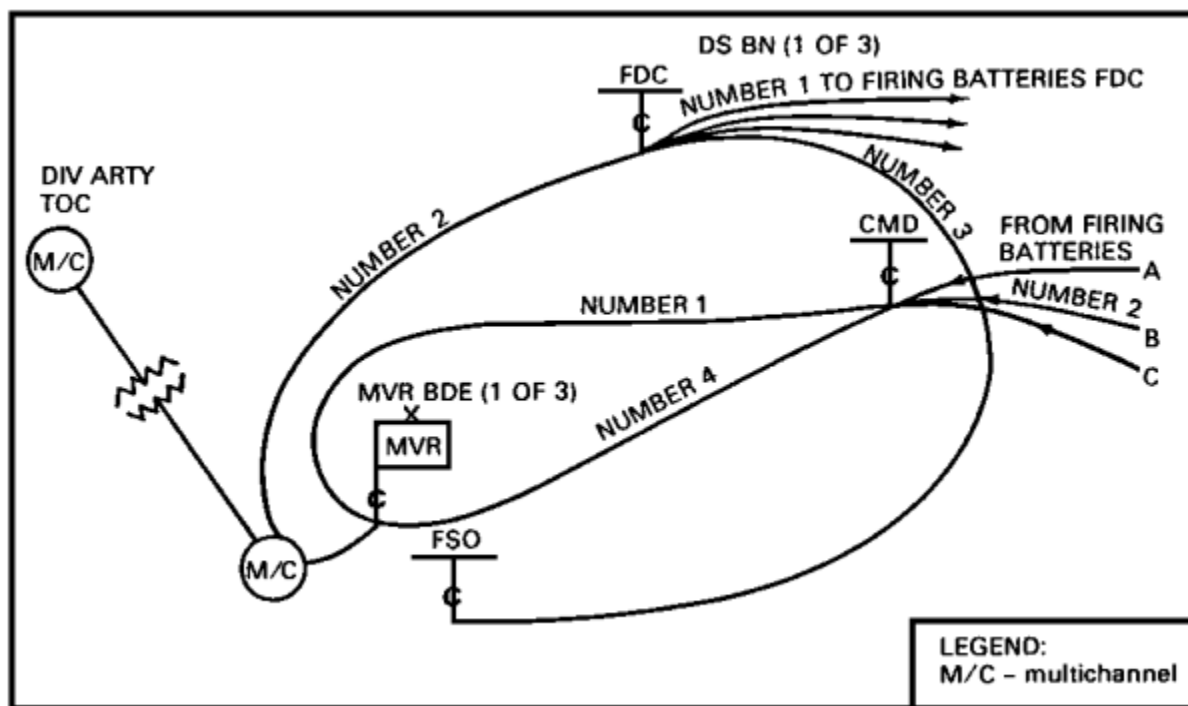 DS BN (1 OF 3)
FDC
NUMBER 1 TO FIRING BATTERIES FDC
C
DIV ARTY
TOC
M/C
NUMBER 2
NUMBER 3
CMD
C
FROM FIRING
BATTERIES
A
NUMBER 2
B
C
NUMBER 1
NUMBER 4
MVR BDE (1 OF 3)
X
MVR
C
FSO
C
M/C
LEGEND:
M/C – multichannel